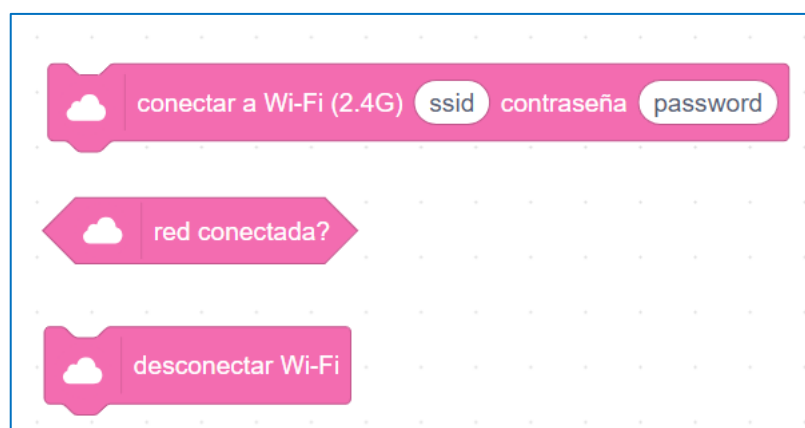 conectar a Wi-Fi (2.4G) ssid contraseña password
red conectada?
desconectar Wi-Fi